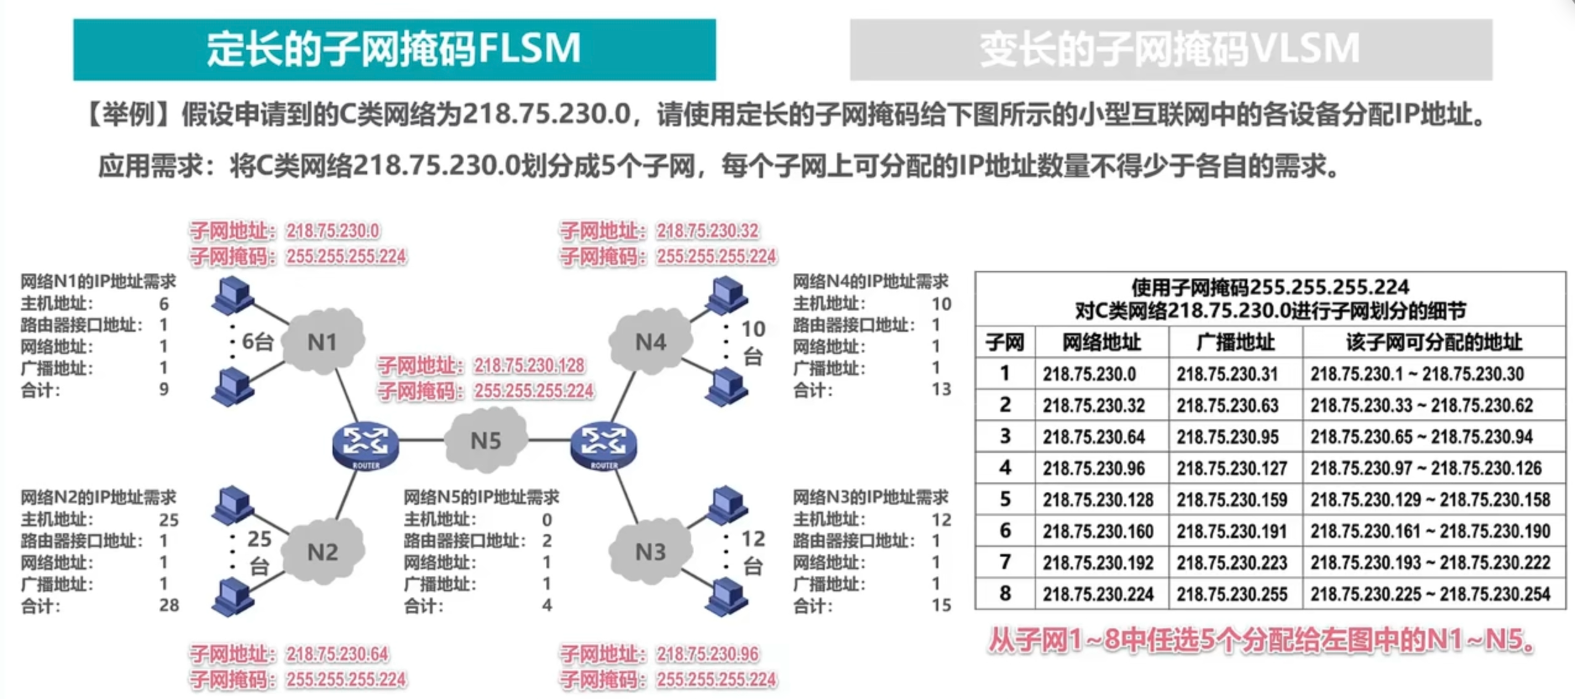 定长的子网掩码FLSM
变长的子网掩码VLSM
【举例】假设申请到的C类网络为218.75.230.0，请使用定长的子网掩码给下图所示的小型互联网中的各设备分配IP地址。
应用需求：将C类网络218.75.230.0划分成5个子网，每个子网上可分配的IP地址数量不得少于各自的需求。
子网地址：218.75.230.0
子网掩码：255.255.255.224
网络N1的IP地址需求
主机地址： 6
路由器接口地址： 1
网络地址： 1
广播地址： 1
合计： 9
6台
N1
子网地址：218.75.230.32
子网掩码：255.255.255.224
N4
10
台
网络N4的IP地址需求
主机地址： 10
路由器接口地址： 1
网络地址： 1
广播地址： 1
合计： 13
子网地址：218.75.230.128
子网掩码：255.255.255.224
ROUTER
N5
ROUTER
网络N2的IP地址需求
主机地址： 25
路由器接口地址： 1
网络地址： 1
广播地址： 1
合计： 28
25
台
N2
网络N5的IP地址需求
主机地址： 0
路由器接口地址： 2
网络地址： 1
广播地址： 1
合计： 4
N3
12
台
网络N3的IP地址需求
主机地址： 12
路由器接口地址： 1
网络地址： 1
广播地址： 1
合计： 15
子网地址：218.75.230.64
子网掩码：255.255.255.224
子网地址：218.75.230.96
子网掩码：255.255.255.224
使用子网掩码255.255.255.224
对C类网络218.75.230.0进行子网划分的细节
子网 网络地址 广播地址 该子网可分配的地址
1 218.75.230.0 218.75.230.31 218.75.230.1 ~ 218.75.230.30
2 218.75.230.32 218.75.230.63 218.75.230.33 ~ 218.75.230.62
3 218.75.230.64 218.75.230.95 218.75.230.65 ~ 218.75.230.94
4 218.75.230.96 218.75.230.127 218.75.230.97 ~ 218.75.230.126
5 218.75.230.128 218.75.230.159 218.75.230.129 ~ 218.75.230.158
6 218.75.230.160 218.75.230.191 218.75.230.161 ~ 218.75.230.190
7 218.75.230.192 218.75.230.223 218.75.230.193 ~ 218.75.230.222
8 218.75.230.224 218.75.230.255 218.75.230.225 ~ 218.75.230.254
从子网1~8中任选5个分配给左图中的N1~N5。